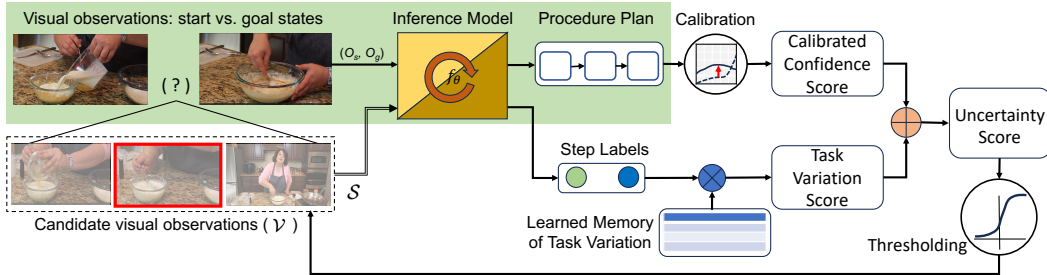 Visual observations: start vs. goal states
Inference Model
Procedure Plan
Calibration
(O_s, O_g)
f_θ
( ? )
Calibrated
Confidence
Score
Uncertainty
Score
Step Labels
Task
Variation
Score
𝒮
Candidate visual observations ( 𝒱 )
Learned Memory
of Task Variation
Thresholding